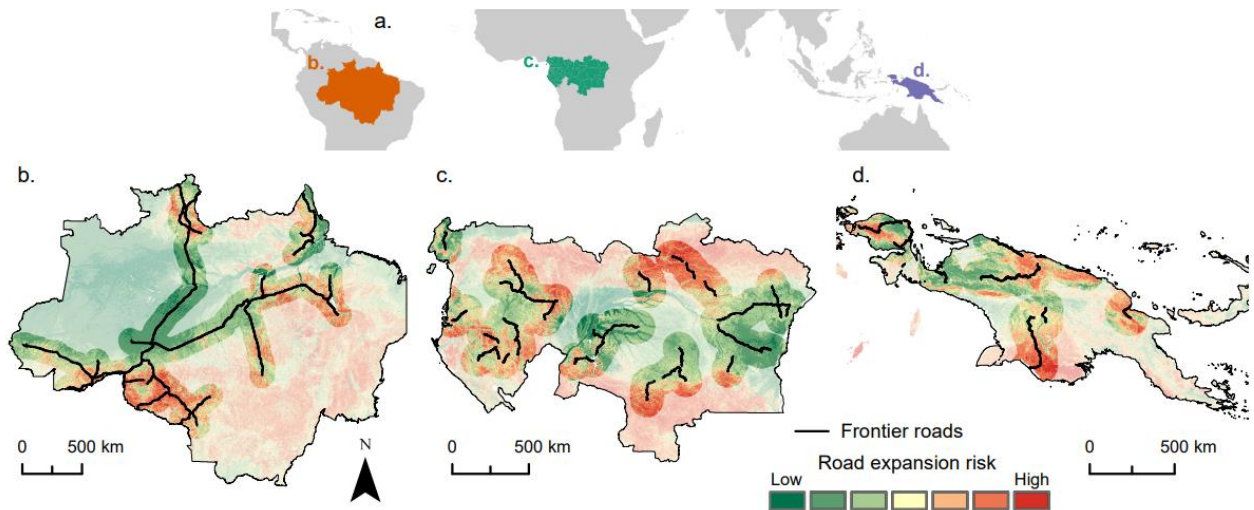 a.
b.
c.
d.
b.
c.
d.
0 500 km
N
0 500 km
Frontier roads
Road expansion risk
Low High
0 500 km